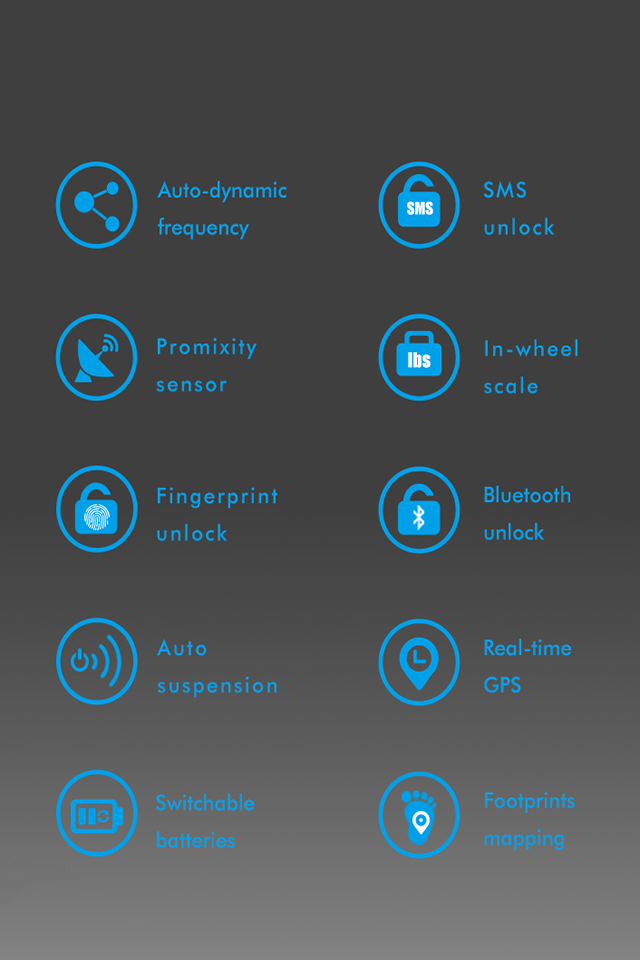 Auto-dynamic
frequency
SMS
SMS
unlock
Promixity
sensor
lbs
In-wheel
scale
Fingerprint
unlock
Bluetooth
unlock
Auto
suspension
Real-time
GPS
Switchable
batteries
Footprints
mapping